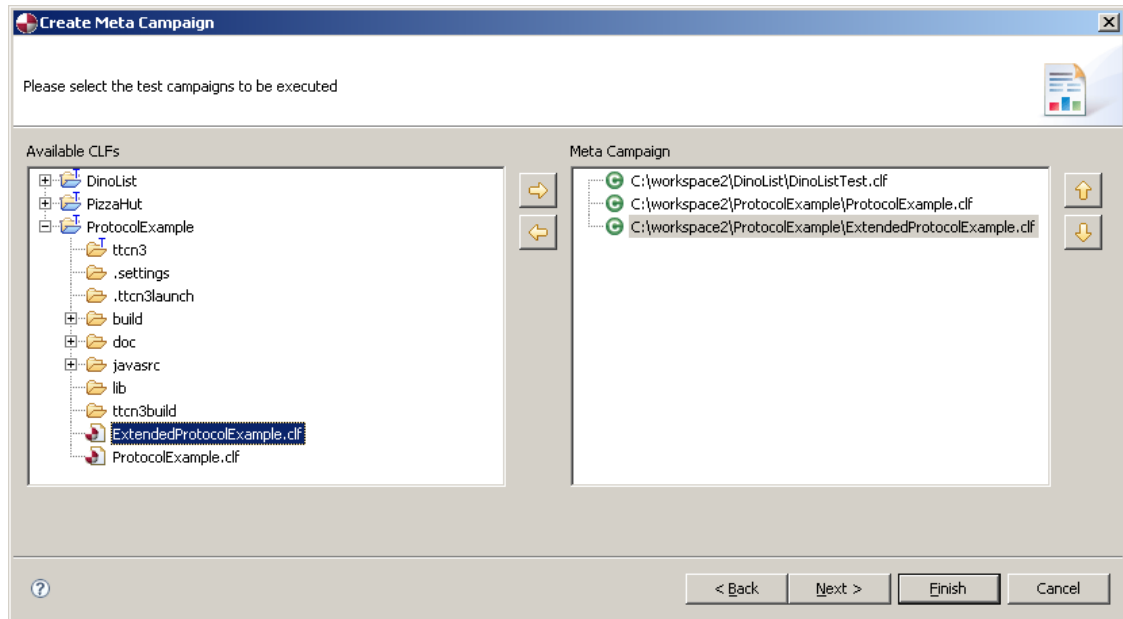 Create Meta Campaign
Please select the test campaigns to be executed
Available CLFs
DinoList
PizzaHut
ProtocolExample
ttcn3
.settings
.ttcn3launch
build
doc
javasrc
lib
ttcn3build
ExtendedProtocolExample.clf
ProtocolExample.clf
Meta Campaign
C:\workspace2\DinoList\DinoListTest.clf
C:\workspace2\ProtocolExample\ProtocolExample.clf
C:\workspace2\ProtocolExample\ExtendedProtocolExample.clf
< Back Next > Finish Cancel